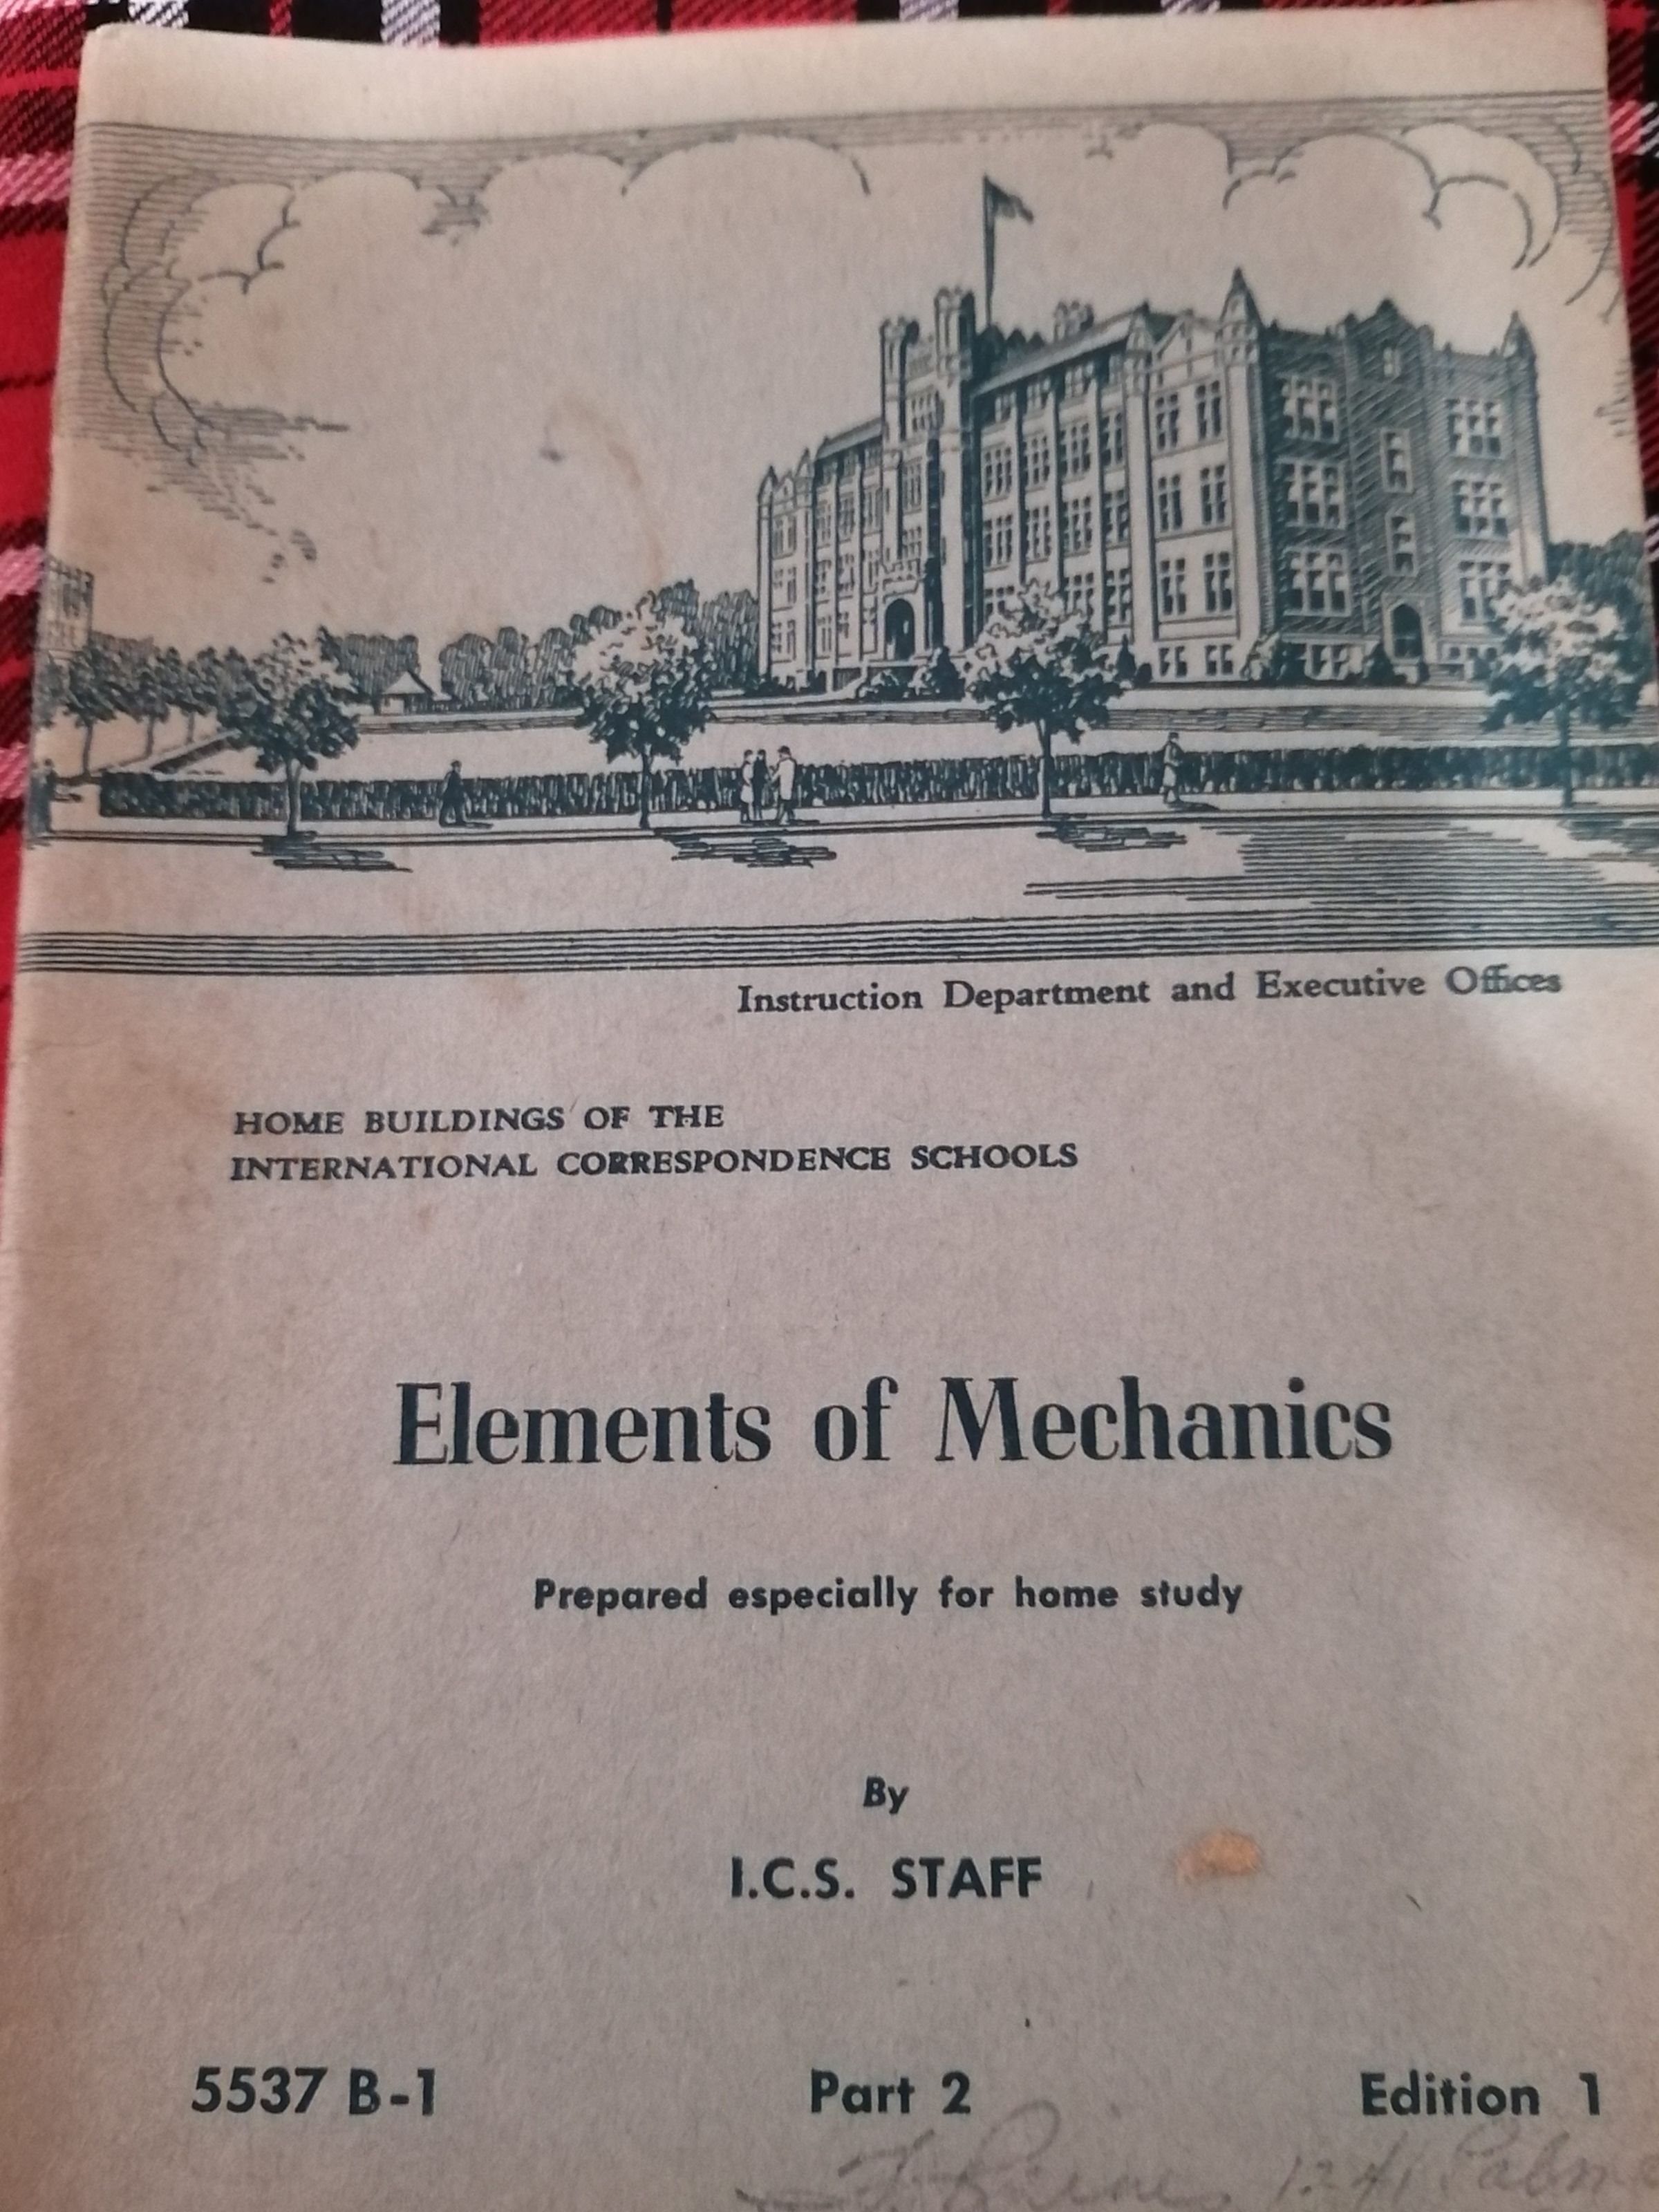 Instruction Department and Executive Offices
HOME BUILDINGS OF THE
INTERNATIONAL CORRESPONDENCE SCHOOLS
Elements of Mechanics
Prepared especially for home study
By
I.C.S. STAFF
5537 B-1 Part 2 Edition 1
1241